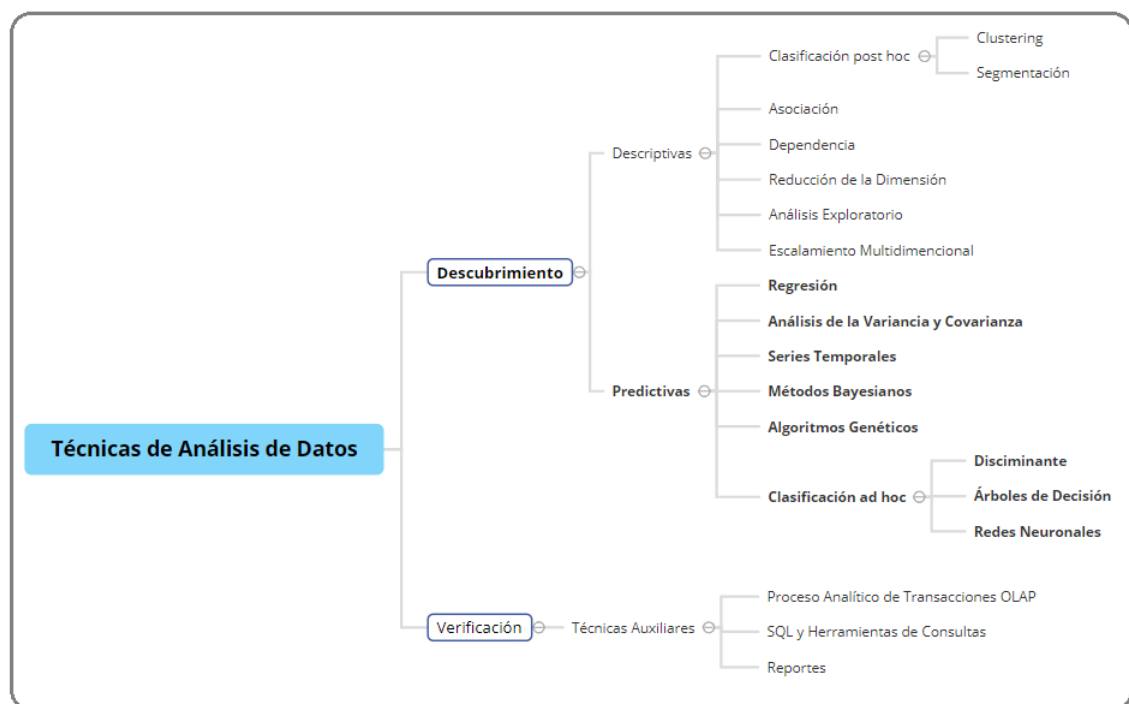 Clustering
Clasificación post hoc
Segmentación
Asociación
Dependencia
Descriptivas
Reducción de la Dimensión
Análisis Exploratorio
Escalamiento Multidimencional
Descubrimiento
Regresión
Análisis de la Variancia y Covarianza
Series Temporales
Predictivas
Métodos Bayesianos
Algoritmos Genéticos
Técnicas de Análisis de Datos
Disciminante
Clasificación ad hoc
Árboles de Decisión
Redes Neuronales
Proceso Analítico de Transacciones OLAP
Verificación
Técnicas Auxiliares
SQL y Herramientas de Consultas
Reportes